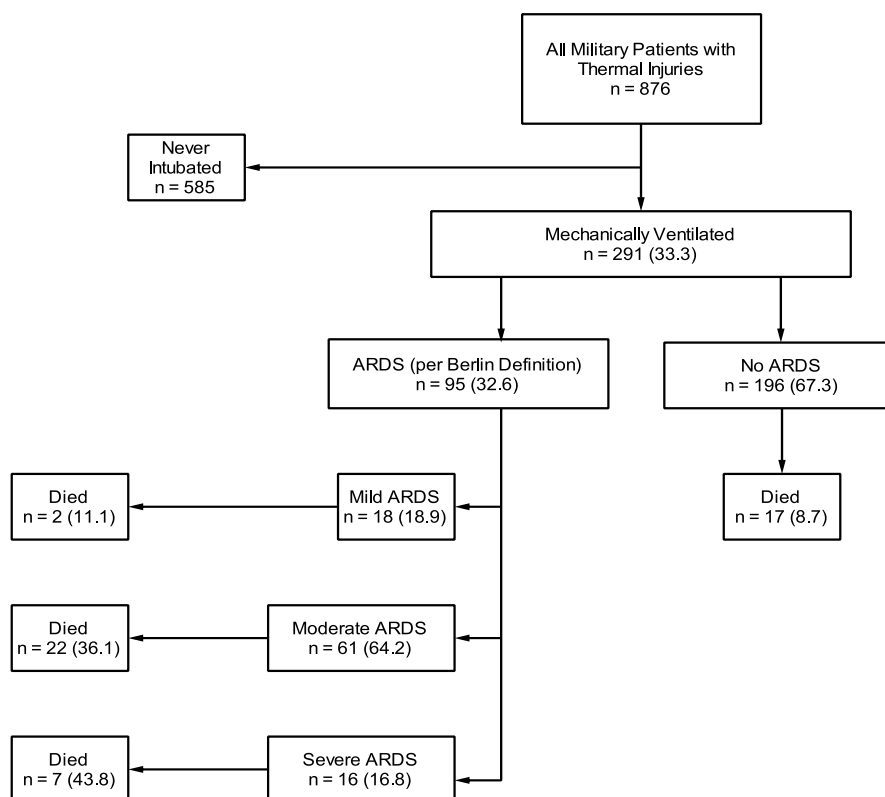 All Military Patients with
Thermal Injuries
n = 876
Never
Intubated
n = 585
Mechanically Ventilated
n = 291 (33.3)
ARDS (per Berlin Definition)
n = 95 (32.6)
No ARDS
n = 196 (67.3)
Died
n = 2 (11.1)
Mild ARDS
n = 18 (18.9)
Died
n = 17 (8.7)
Died
n = 22 (36.1)
Moderate ARDS
n = 61 (64.2)
Died
n = 7 (43.8)
Severe ARDS
n = 16 (16.8)